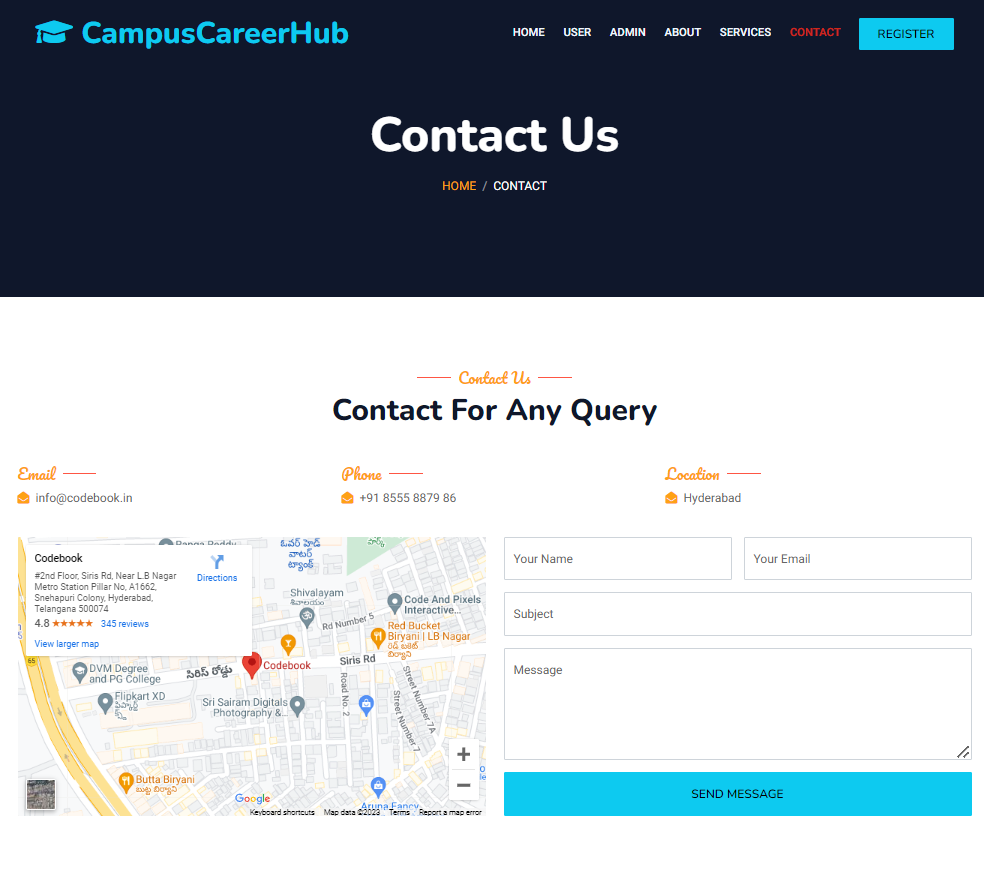 CampusCareerHub
HOME USER ADMIN ABOUT SERVICES CONTACT REGISTER
Contact Us
HOME / CONTACT
Contact Us
Contact For Any Query
Email
info@codebook.in
Phone
+91 8555 8879 86
Location
Hyderabad
Codebook
#2nd Floor, Siris Rd, Near L.B Nagar
Metro Station Pillar No, A1662,
Snehapuri Colony, Hyderabad,
Telangana 500074
4.8 345 reviews
View larger map
Directions
ఓవర్ హెడ్
వాటర్
ట్యాంక్
Shivalayam
శివాలయం
Rd Number 5
Code And Pixels
Interactive...
Red Bucket
Biryani | LB Nagar
రెడ్ బకెట్
బిర్యానీ
65
సిరిస్ రోడ్డు
Codebook
Siris Rd
DVM Degree
and PG College
Flipkart XD
Sri Sairam Digitals
Photography &...
Road No. 2
Street Number 7A
Street Number 7
Butta Biryani
బుట్ట బిర్యానీ
Aruna Fancy
+
−
Google
Keyboard shortcuts Map data ©2023 Terms Report a map error
Your Name
Your Email
Subject
Message
SEND MESSAGE